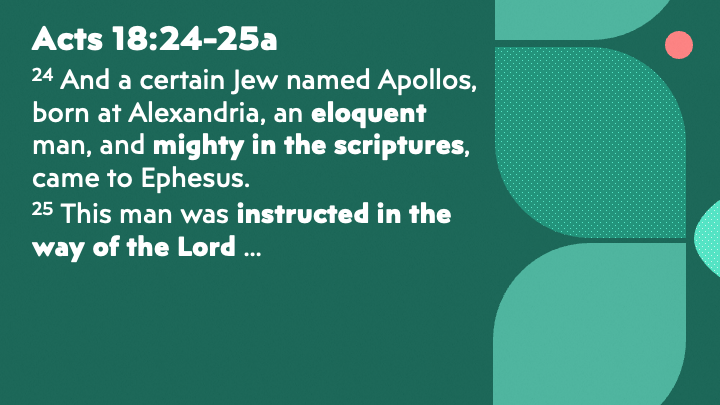 Acts 18:24-25a
24 And a certain Jew named Apollos,
born at Alexandria, an eloquent
man, and mighty in the scriptures,
came to Ephesus.
25 This man was instructed in the
way of the Lord ...